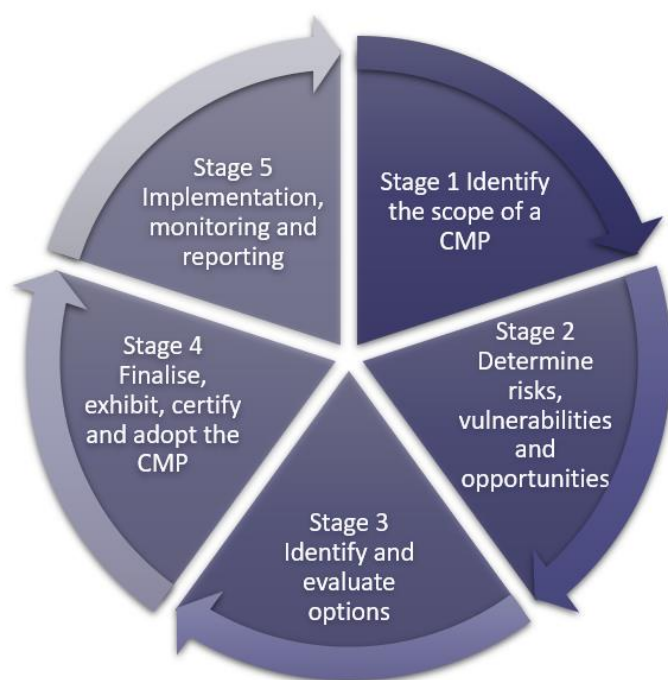 Stage 1 Identify
the scope of a
CMP
Stage 2
Determine
risks,
vulnerabilities
and
opportunities
Stage 3
Identify and
evaluate
options
Stage 4
Finalise,
exhibit, certify
and adopt the
CMP
Stage 5
Implementation,
monitoring and
reporting